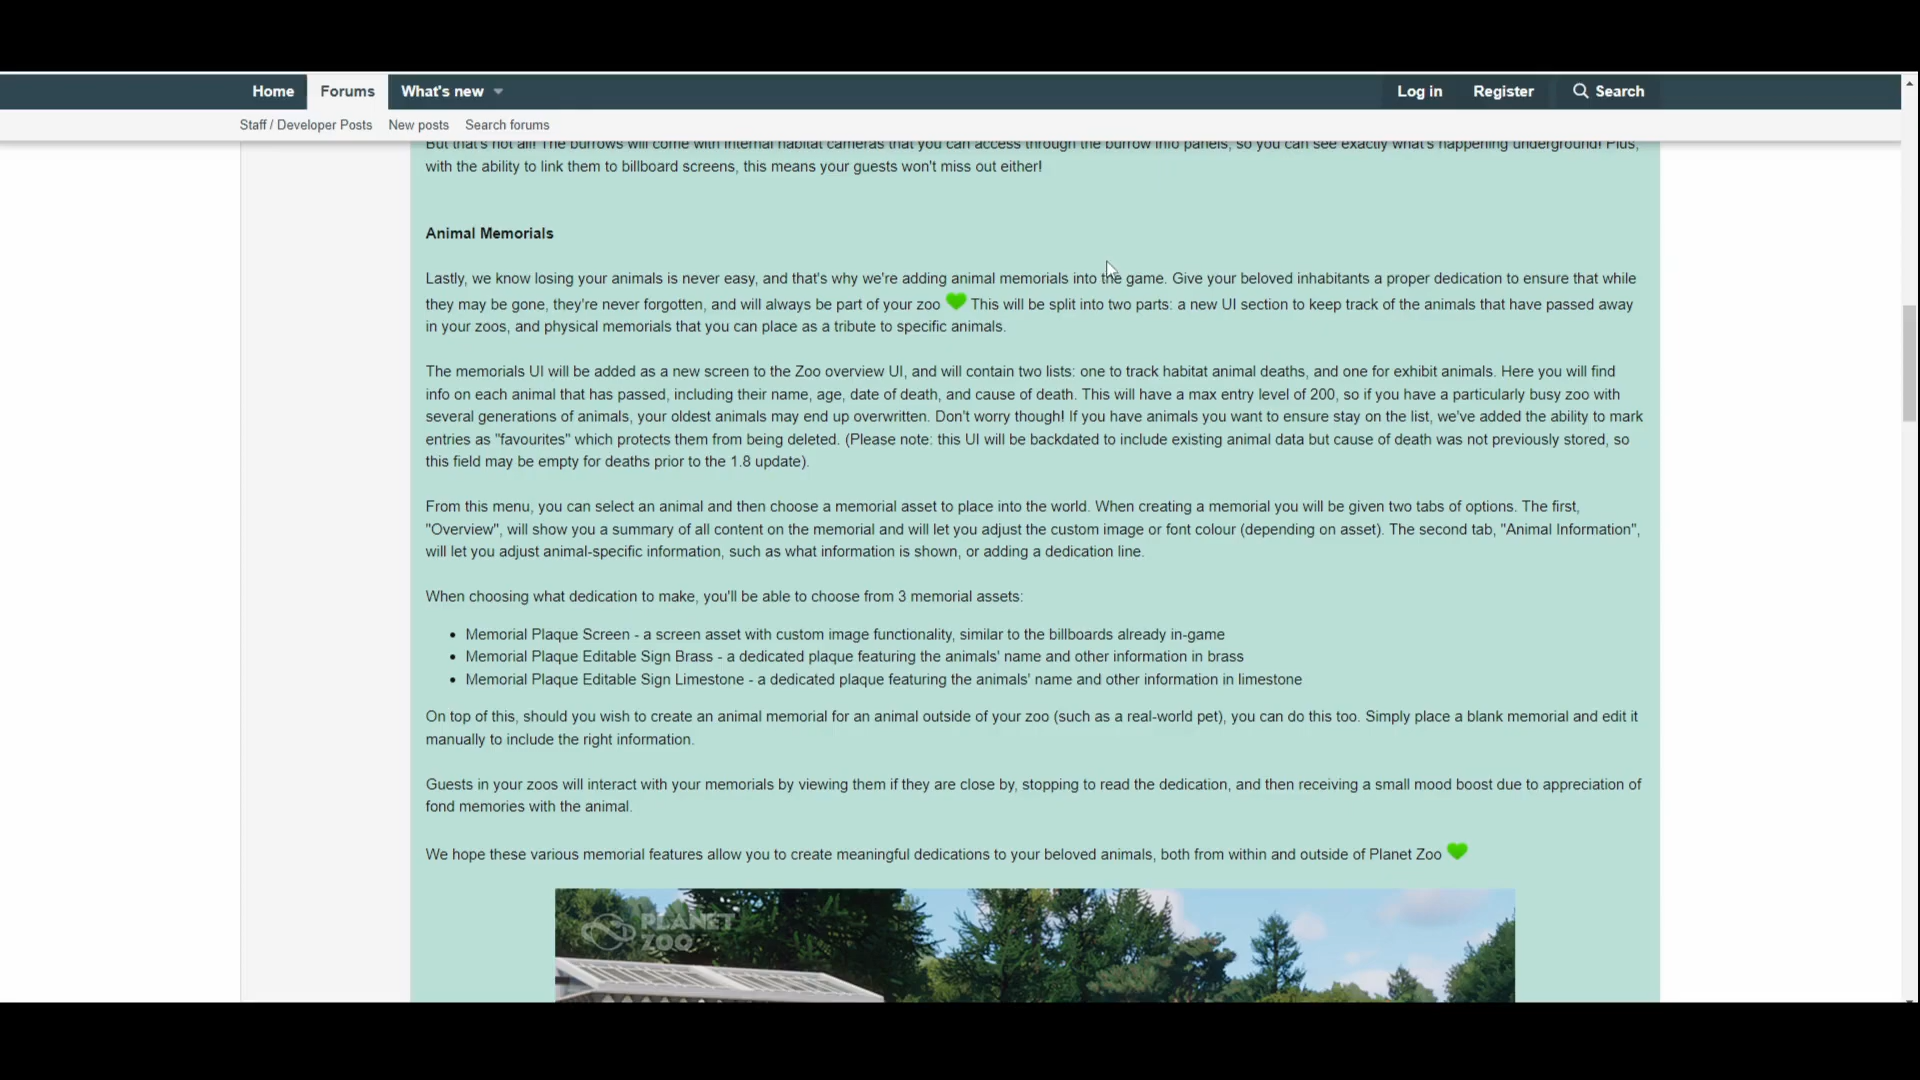 Home Forums What's new Log in Register Search
Staff / Developer Posts New posts Search forums
But that's not all! The burrows will come with internal habitat cameras that you can access through the burrow info panels, so you can see exactly what's happening underground! Plus,
with the ability to link them to billboard screens, this means your guests won't miss out either!
Animal Memorials
Lastly, we know losing your animals is never easy, and that's why we're adding animal memorials into the game. Give your beloved inhabitants a proper dedication to ensure that while
they may be gone, they're never forgotten, and will always be part of your zoo 💚 This will be split into two parts: a new UI section to keep track of the animals that have passed away
in your zoos, and physical memorials that you can place as a tribute to specific animals.
The memorials UI will be added as a new screen to the Zoo overview UI, and will contain two lists: one to track habitat animal deaths, and one for exhibit animals. Here you will find
info on each animal that has passed, including their name, age, date of death, and cause of death. This will have a max entry level of 200, so if you have a particularly busy zoo with
several generations of animals, your oldest animals may end up overwritten. Don't worry though! If you have animals you want to ensure stay on the list, we've added the ability to mark
entries as "favourites" which protects them from being deleted. (Please note: this UI will be backdated to include existing animal data but cause of death was not previously stored, so
this field may be empty for deaths prior to the 1.8 update).
From this menu, you can select an animal and then choose a memorial asset to place into the world. When creating a memorial you will be given two tabs of options. The first,
"Overview", will show you a summary of all content on the memorial and will let you adjust the custom image or font colour (depending on asset). The second tab, "Animal Information",
will let you adjust animal-specific information, such as what information is shown, or adding a dedication line.
When choosing what dedication to make, you'll be able to choose from 3 memorial assets:
• Memorial Plaque Screen - a screen asset with custom image functionality, similar to the billboards already in-game
• Memorial Plaque Editable Sign Brass - a dedicated plaque featuring the animals' name and other information in brass
• Memorial Plaque Editable Sign Limestone - a dedicated plaque featuring the animals' name and other information in limestone
On top of this, should you wish to create an animal memorial for an animal outside of your zoo (such as a real-world pet), you can do this too. Simply place a blank memorial and edit it
manually to include the right information.
Guests in your zoos will interact with your memorials by viewing them if they are close by, stopping to read the dedication, and then receiving a small mood boost due to appreciation of
fond memories with the animal.
We hope these various memorial features allow you to create meaningful dedications to your beloved animals, both from within and outside of Planet Zoo 💚
PLANET
ZOO